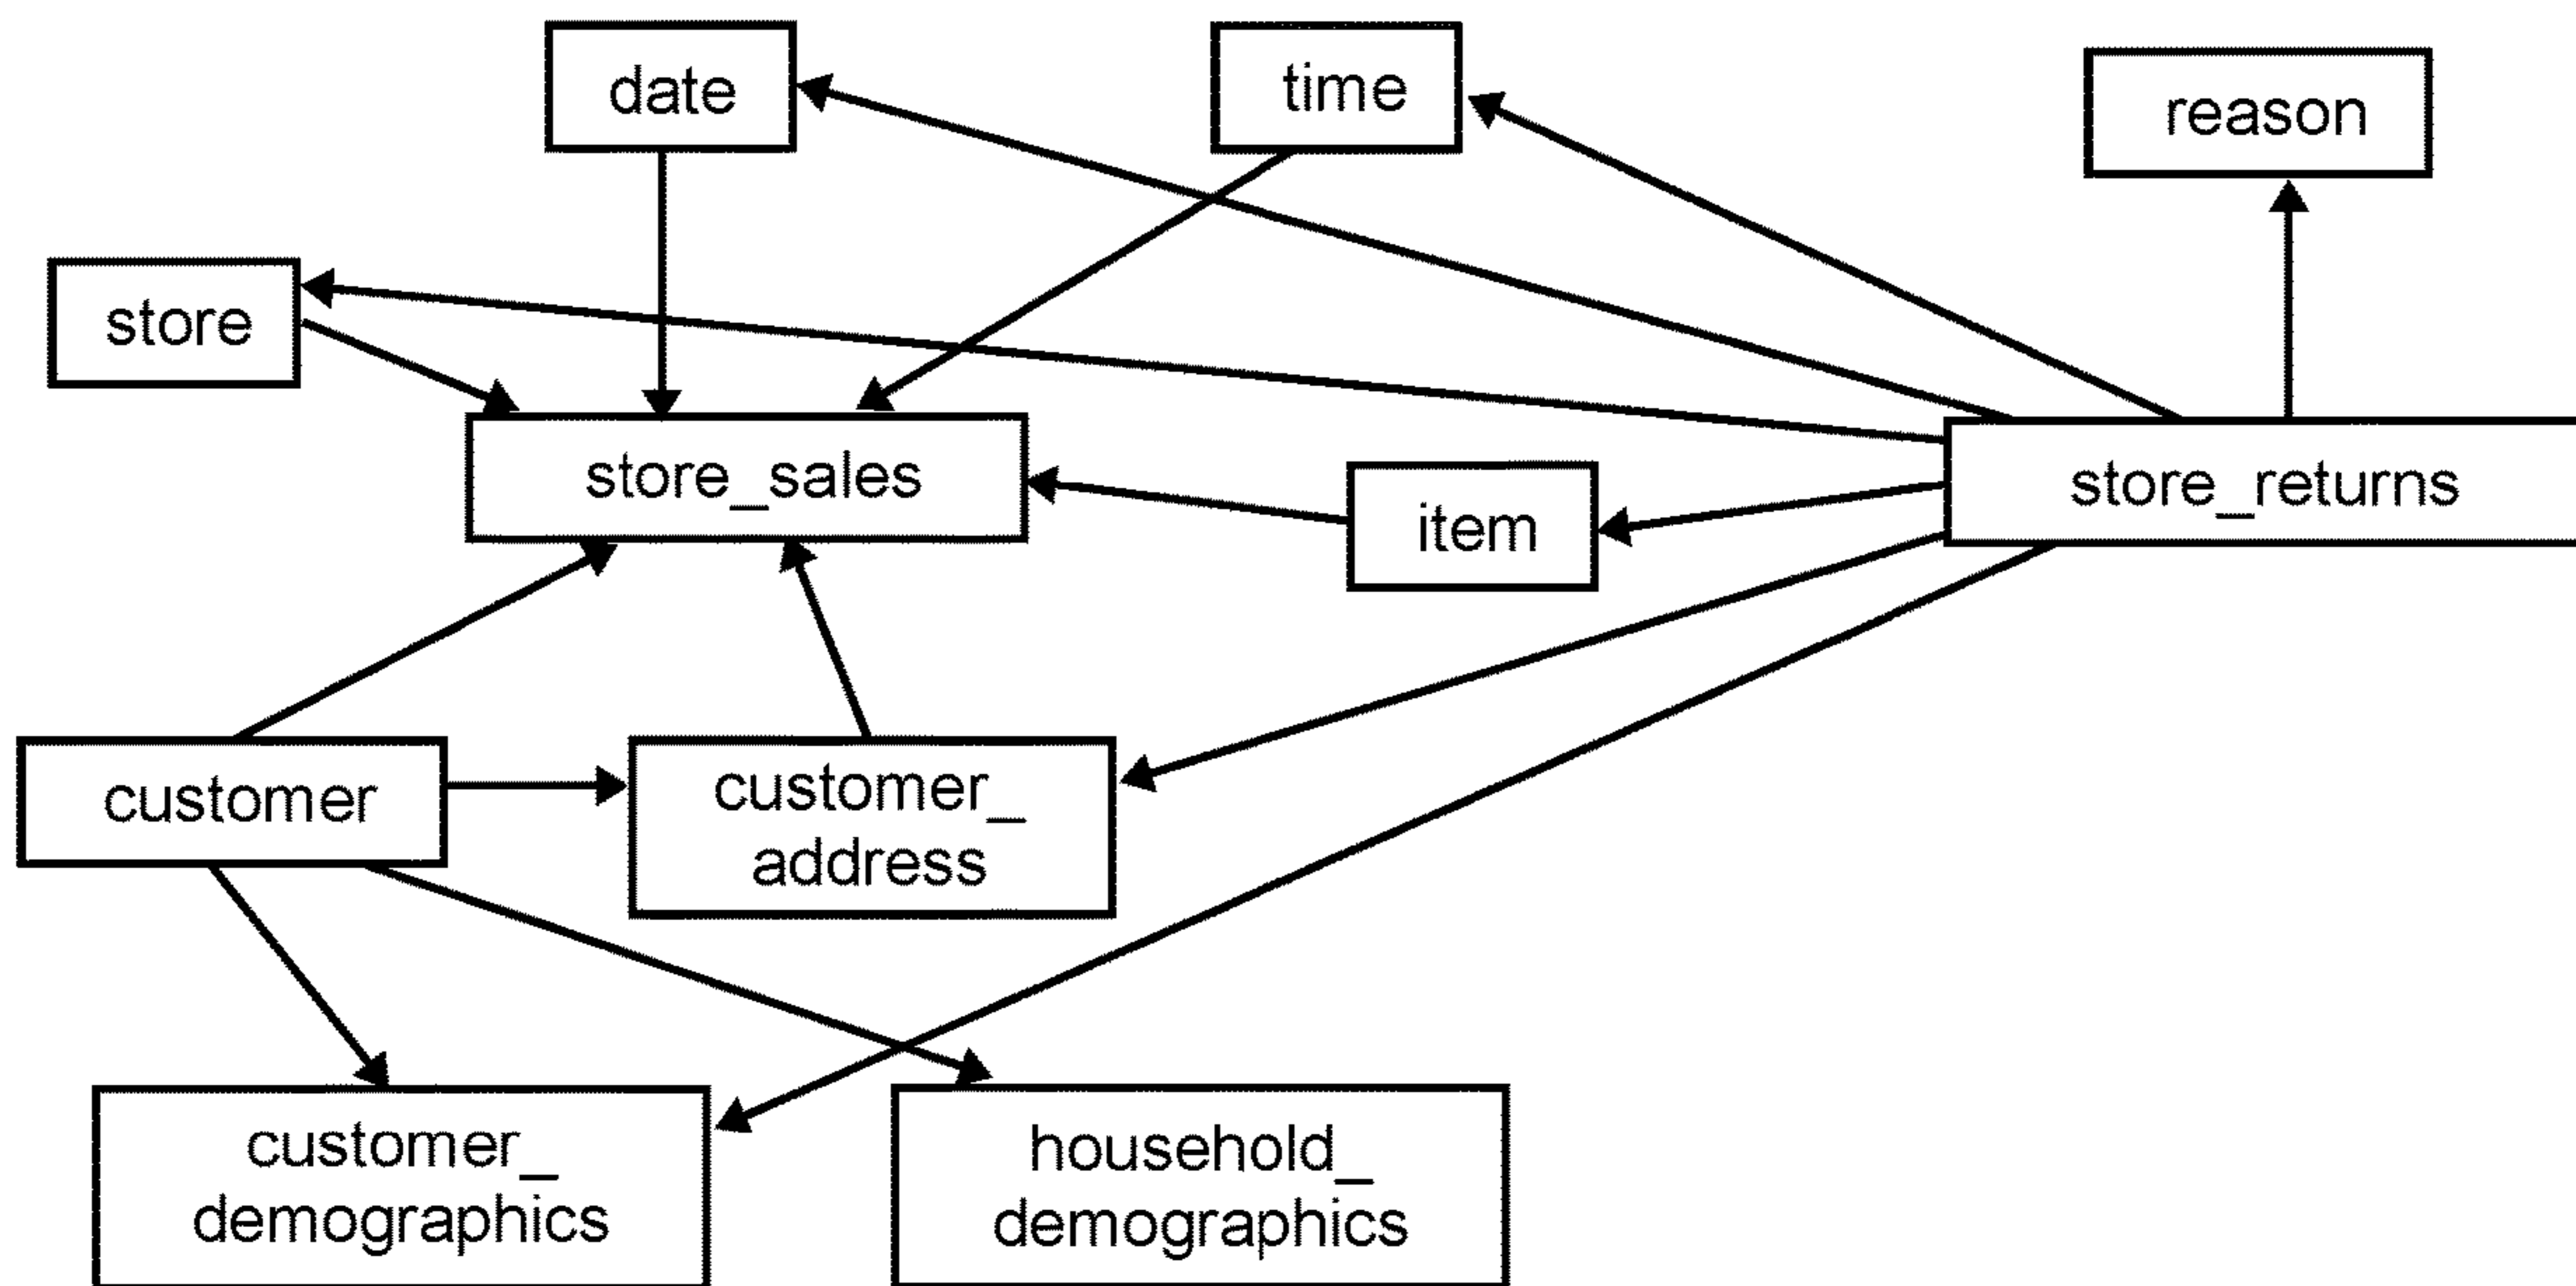 date
time
reason
store
store_sales
item
store_returns
customer
customer_
address
customer_
demographics
household_
demographics